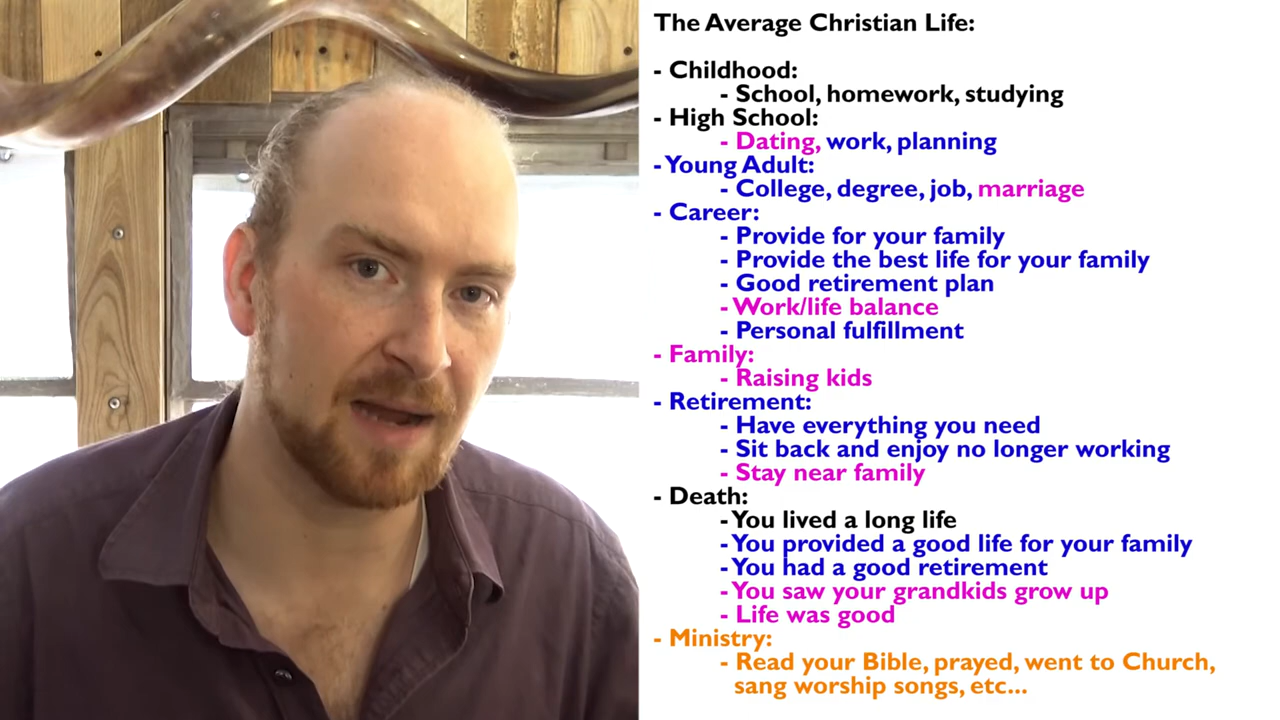 The Average Christian Life:
- Childhood:
- School, homework, studying
- High School:
- Dating, work, planning
- Young Adult:
- College, degree, job, marriage
- Career:
- Provide for your family
- Provide the best life for your family
- Good retirement plan
- Work/life balance
- Personal fulfillment
- Family:
- Raising kids
- Retirement:
- Have everything you need
- Sit back and enjoy no longer working
- Stay near family
- Death:
- You lived a long life
- You provided a good life for your family
- You had a good retirement
- You saw your grandkids grow up
- Life was good
- Ministry:
- Read your Bible, prayed, went to Church,
sang worship songs, etc...